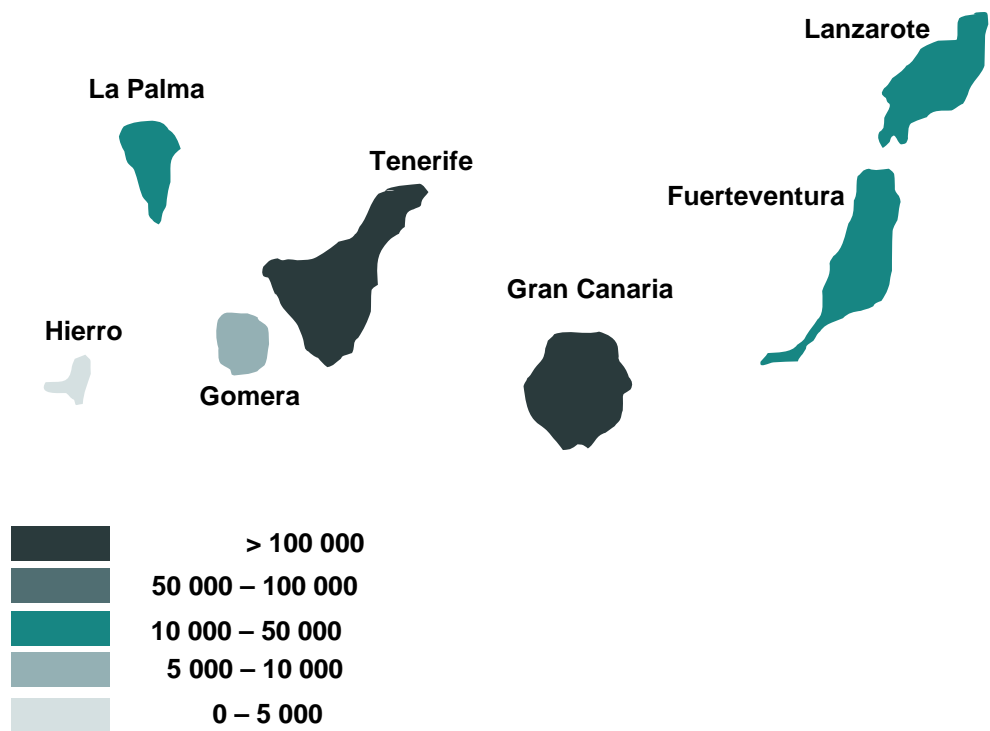 Lanzarote
La Palma
Tenerife
Fuerteventura
Gran Canaria
Hierro
Gomera
> 100 000
50 000 – 100 000
10 000 – 50 000
5 000 – 10 000
0 – 5 000